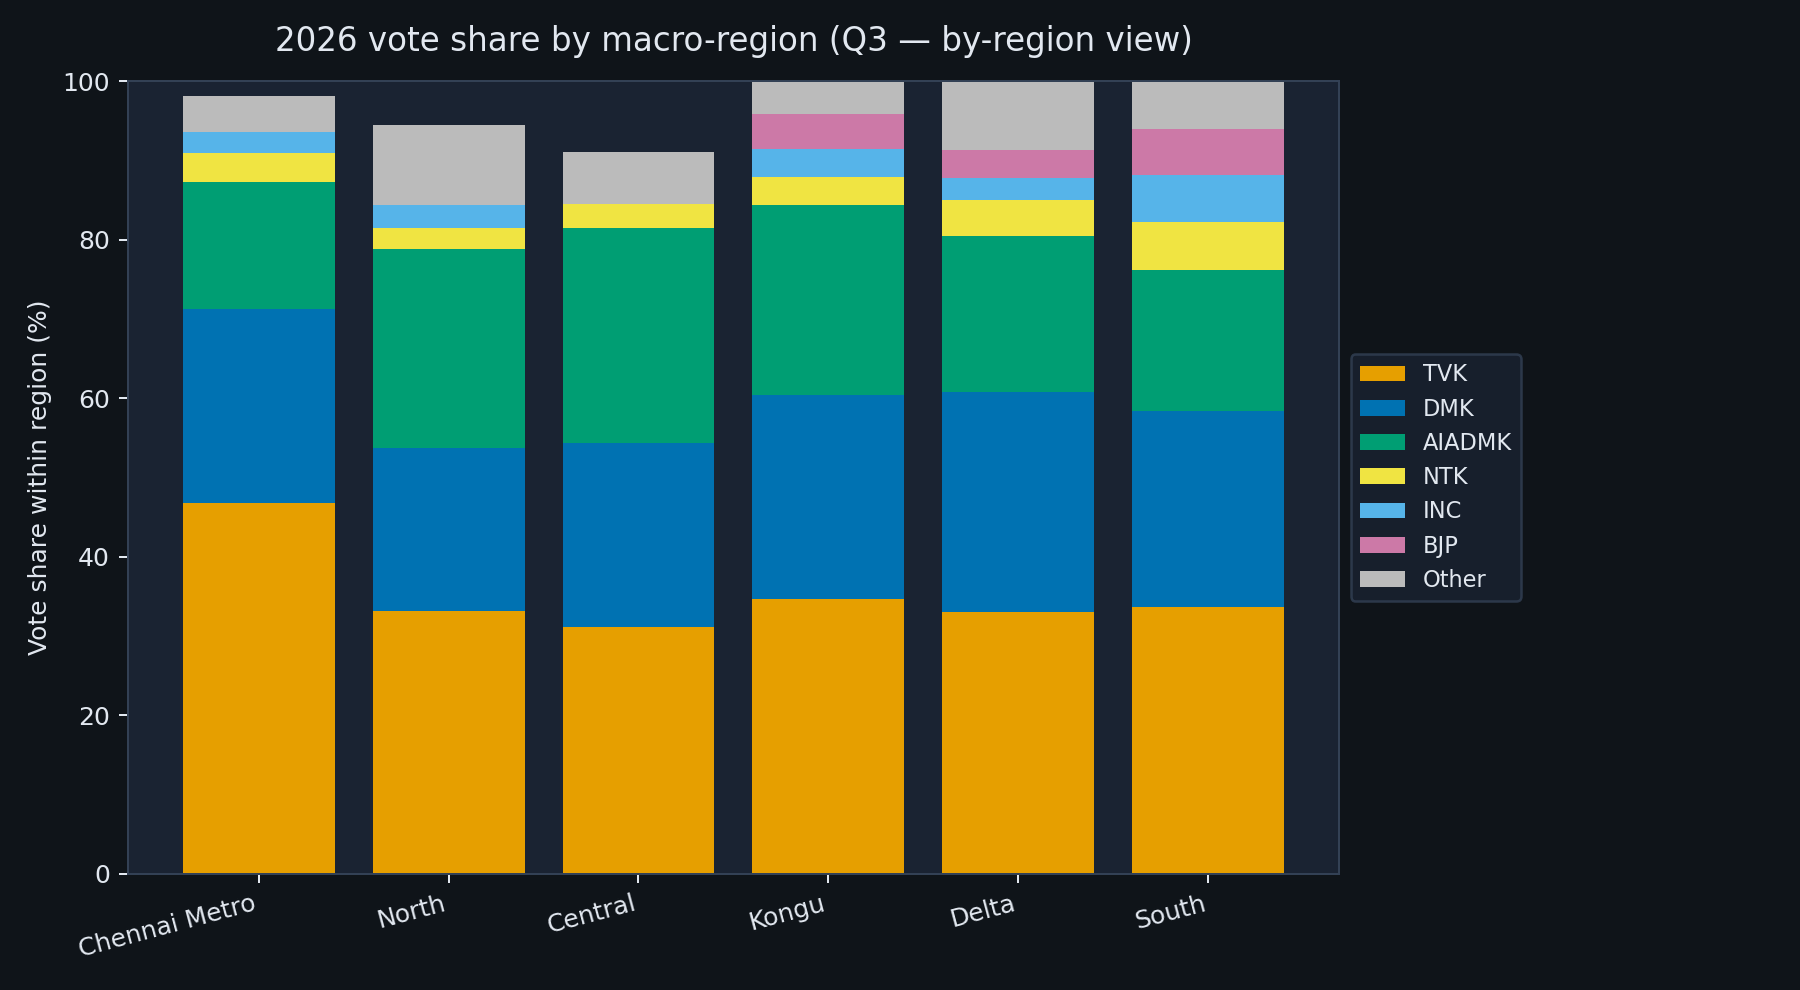 2026 vote share by macro-region (Q3 — by-region view)
Vote share within region (%)
100
80
60
40
20
0
Chennai Metro
North
Central
Kongu
Delta
South
TVK
DMK
AIADMK
NTK
INC
BJP
Other